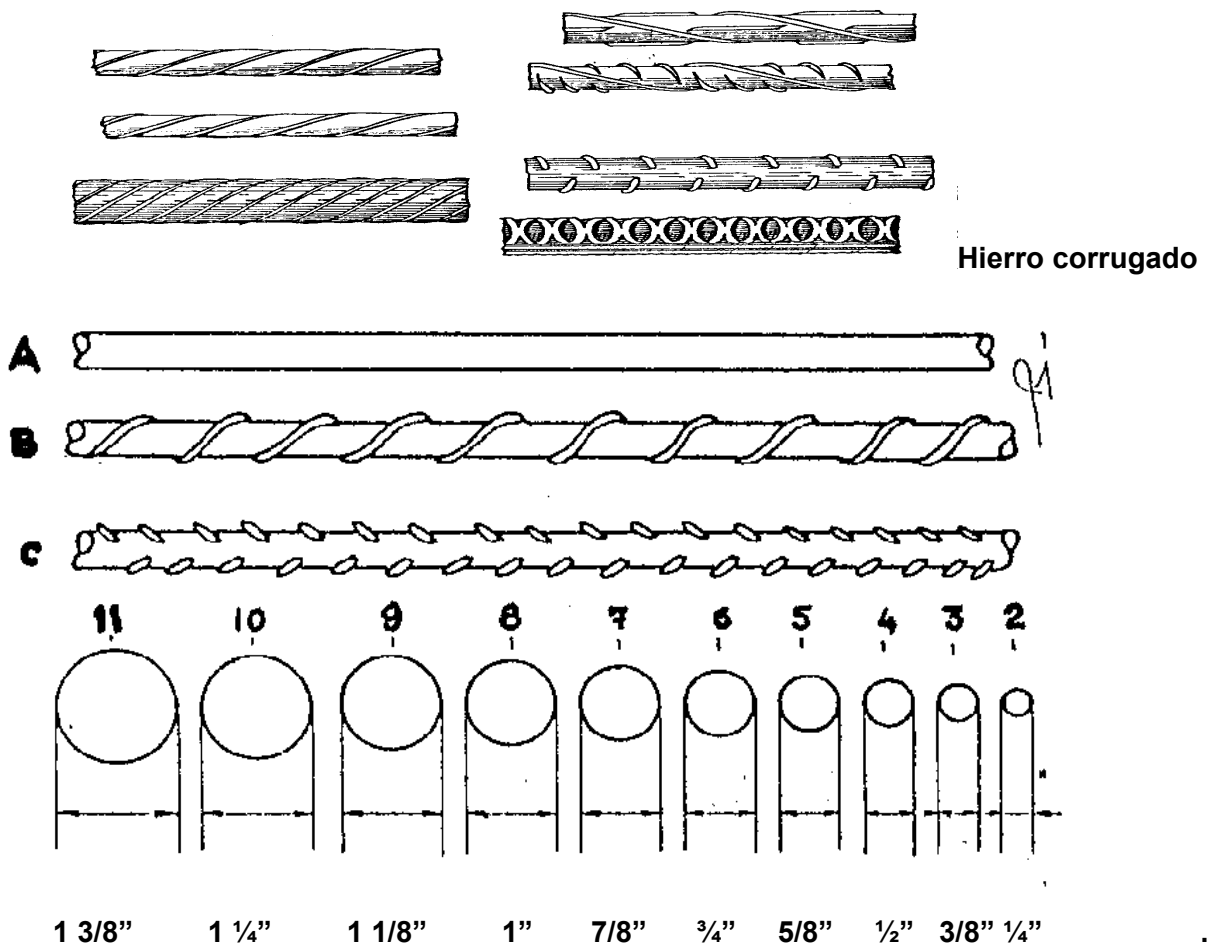 Hierro corrugado
A
B
C
11 10 9 8 7 6 5 4 3 2
1 3/8” 1 ¼” 1 1/8” 1” 7/8” ¾” 5/8” ½” 3/8” ¼” .